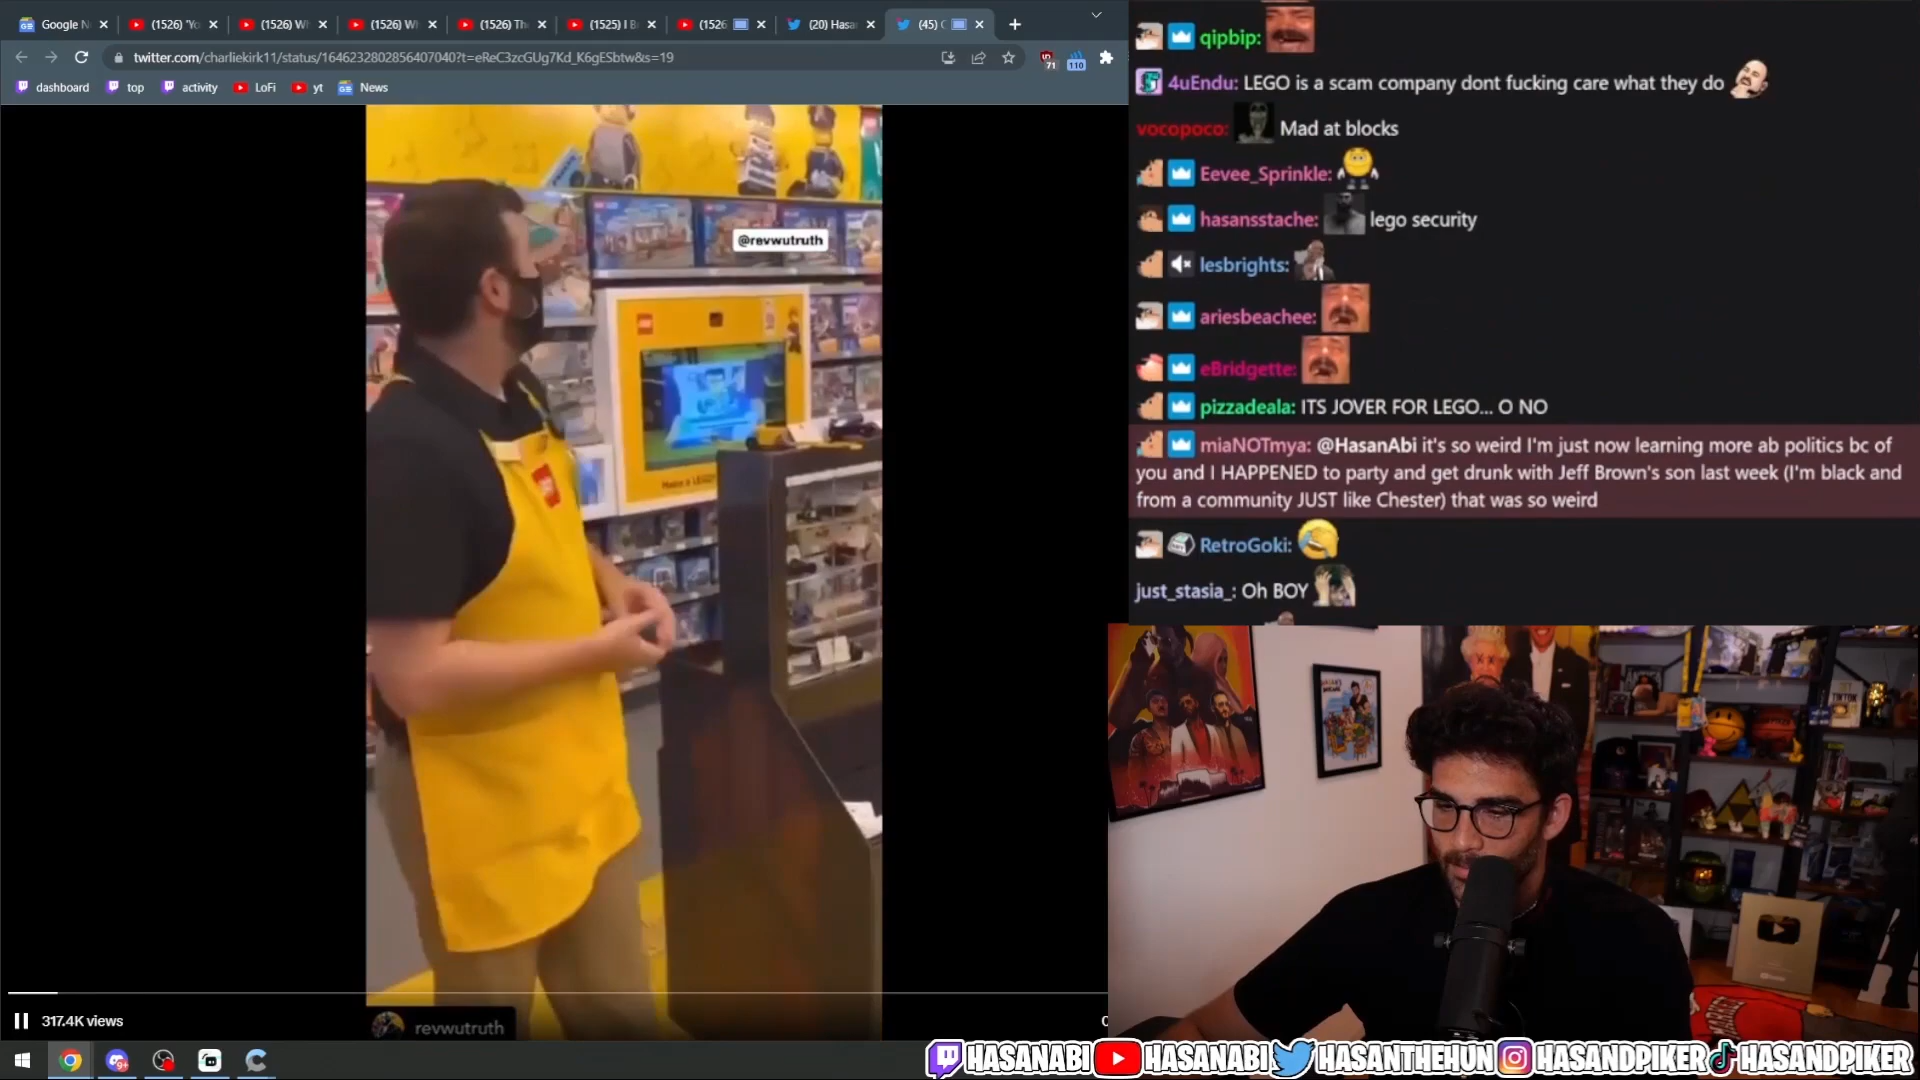 Google N
(1526) 'Yo
(1526) Wl
(1526) Wl
(1526) Th
(1525) I B
(1526
(20) Hasa
(45) C
twitter.com/charliekirk11/status/1646232802856407040?t=eReC3zcGUg7Kd_K6gESbtw&s=19
71
110
dashboard
top
activity
LoFi
yt
News
@revwutruth
317.4K views
revwutruth
qipbip:
4uEndu: LEGO is a scam company dont fucking care what they do
vocopoco: Mad at blocks
Eevee_Sprinkle:
hasansstache: lego security
lesbrights:
ariesbeachee:
eBridgette:
pizzadeala: ITS JOVER FOR LEGO... O NO
miaNOTmya: @HasanAbi it's so weird I'm just now learning more ab politics bc of
you and I HAPPENED to party and get drunk with Jeff Brown's son last week (I'm black and
from a community JUST like Chester) that was so weird
RetroGoki:
just_stasia_: Oh BOY
HASANABI HASANABI HASANTHEHUN HASANDPIKER HASANDPIKER